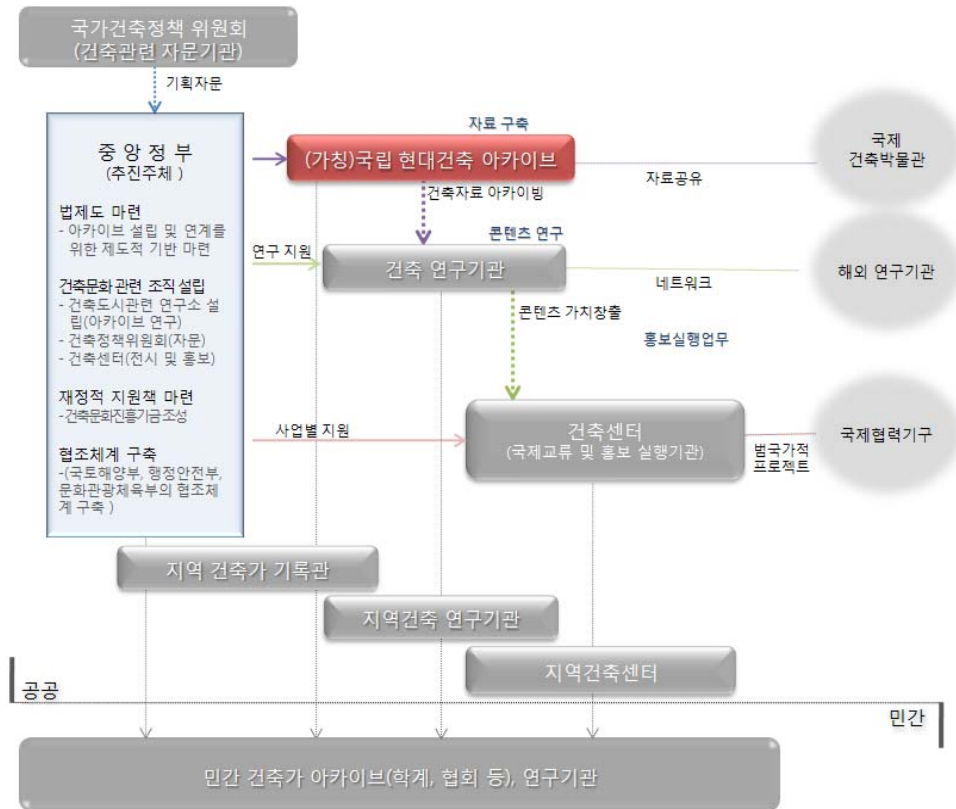 국가건축정책 위원회
(건축관련 자문기관)
기획자문
중 앙 정 부
(추진주체 )
법제도 마련
- 아카이브 설립 및 연계를
위한 제도적 기반 마련
건축문화 관련 조직 설립
- 건축도시관련 연구소 설
립(아카이브 연구)
- 건축정책위원회(자문)
- 건축센터(전시 및 홍보)
재정적 지원책 마련
-건축문화진흥기금 조성
협조체계 구축
-(국토해양부, 행정안전부,
문화관광체육부의 협조체
계 구축 )
자료 구축
(가칭)국립 현대건축 아카이브
자료공유
국제
건축박물관
건축자료 아카이빙
연구 지원
콘텐츠 연구
건축 연구기관
네트워크
해외 연구기관
콘텐츠 가치창출
홍보실행업무
사업별 지원
건축센터
(국제교류 및 홍보 실행기관)
범국가적
프로젝트
국제협력기구
지역 건축가 기록관
지역건축 연구기관
지역건축센터
공공
민간
민간 건축가 아카이브(학계, 협회 등), 연구기관